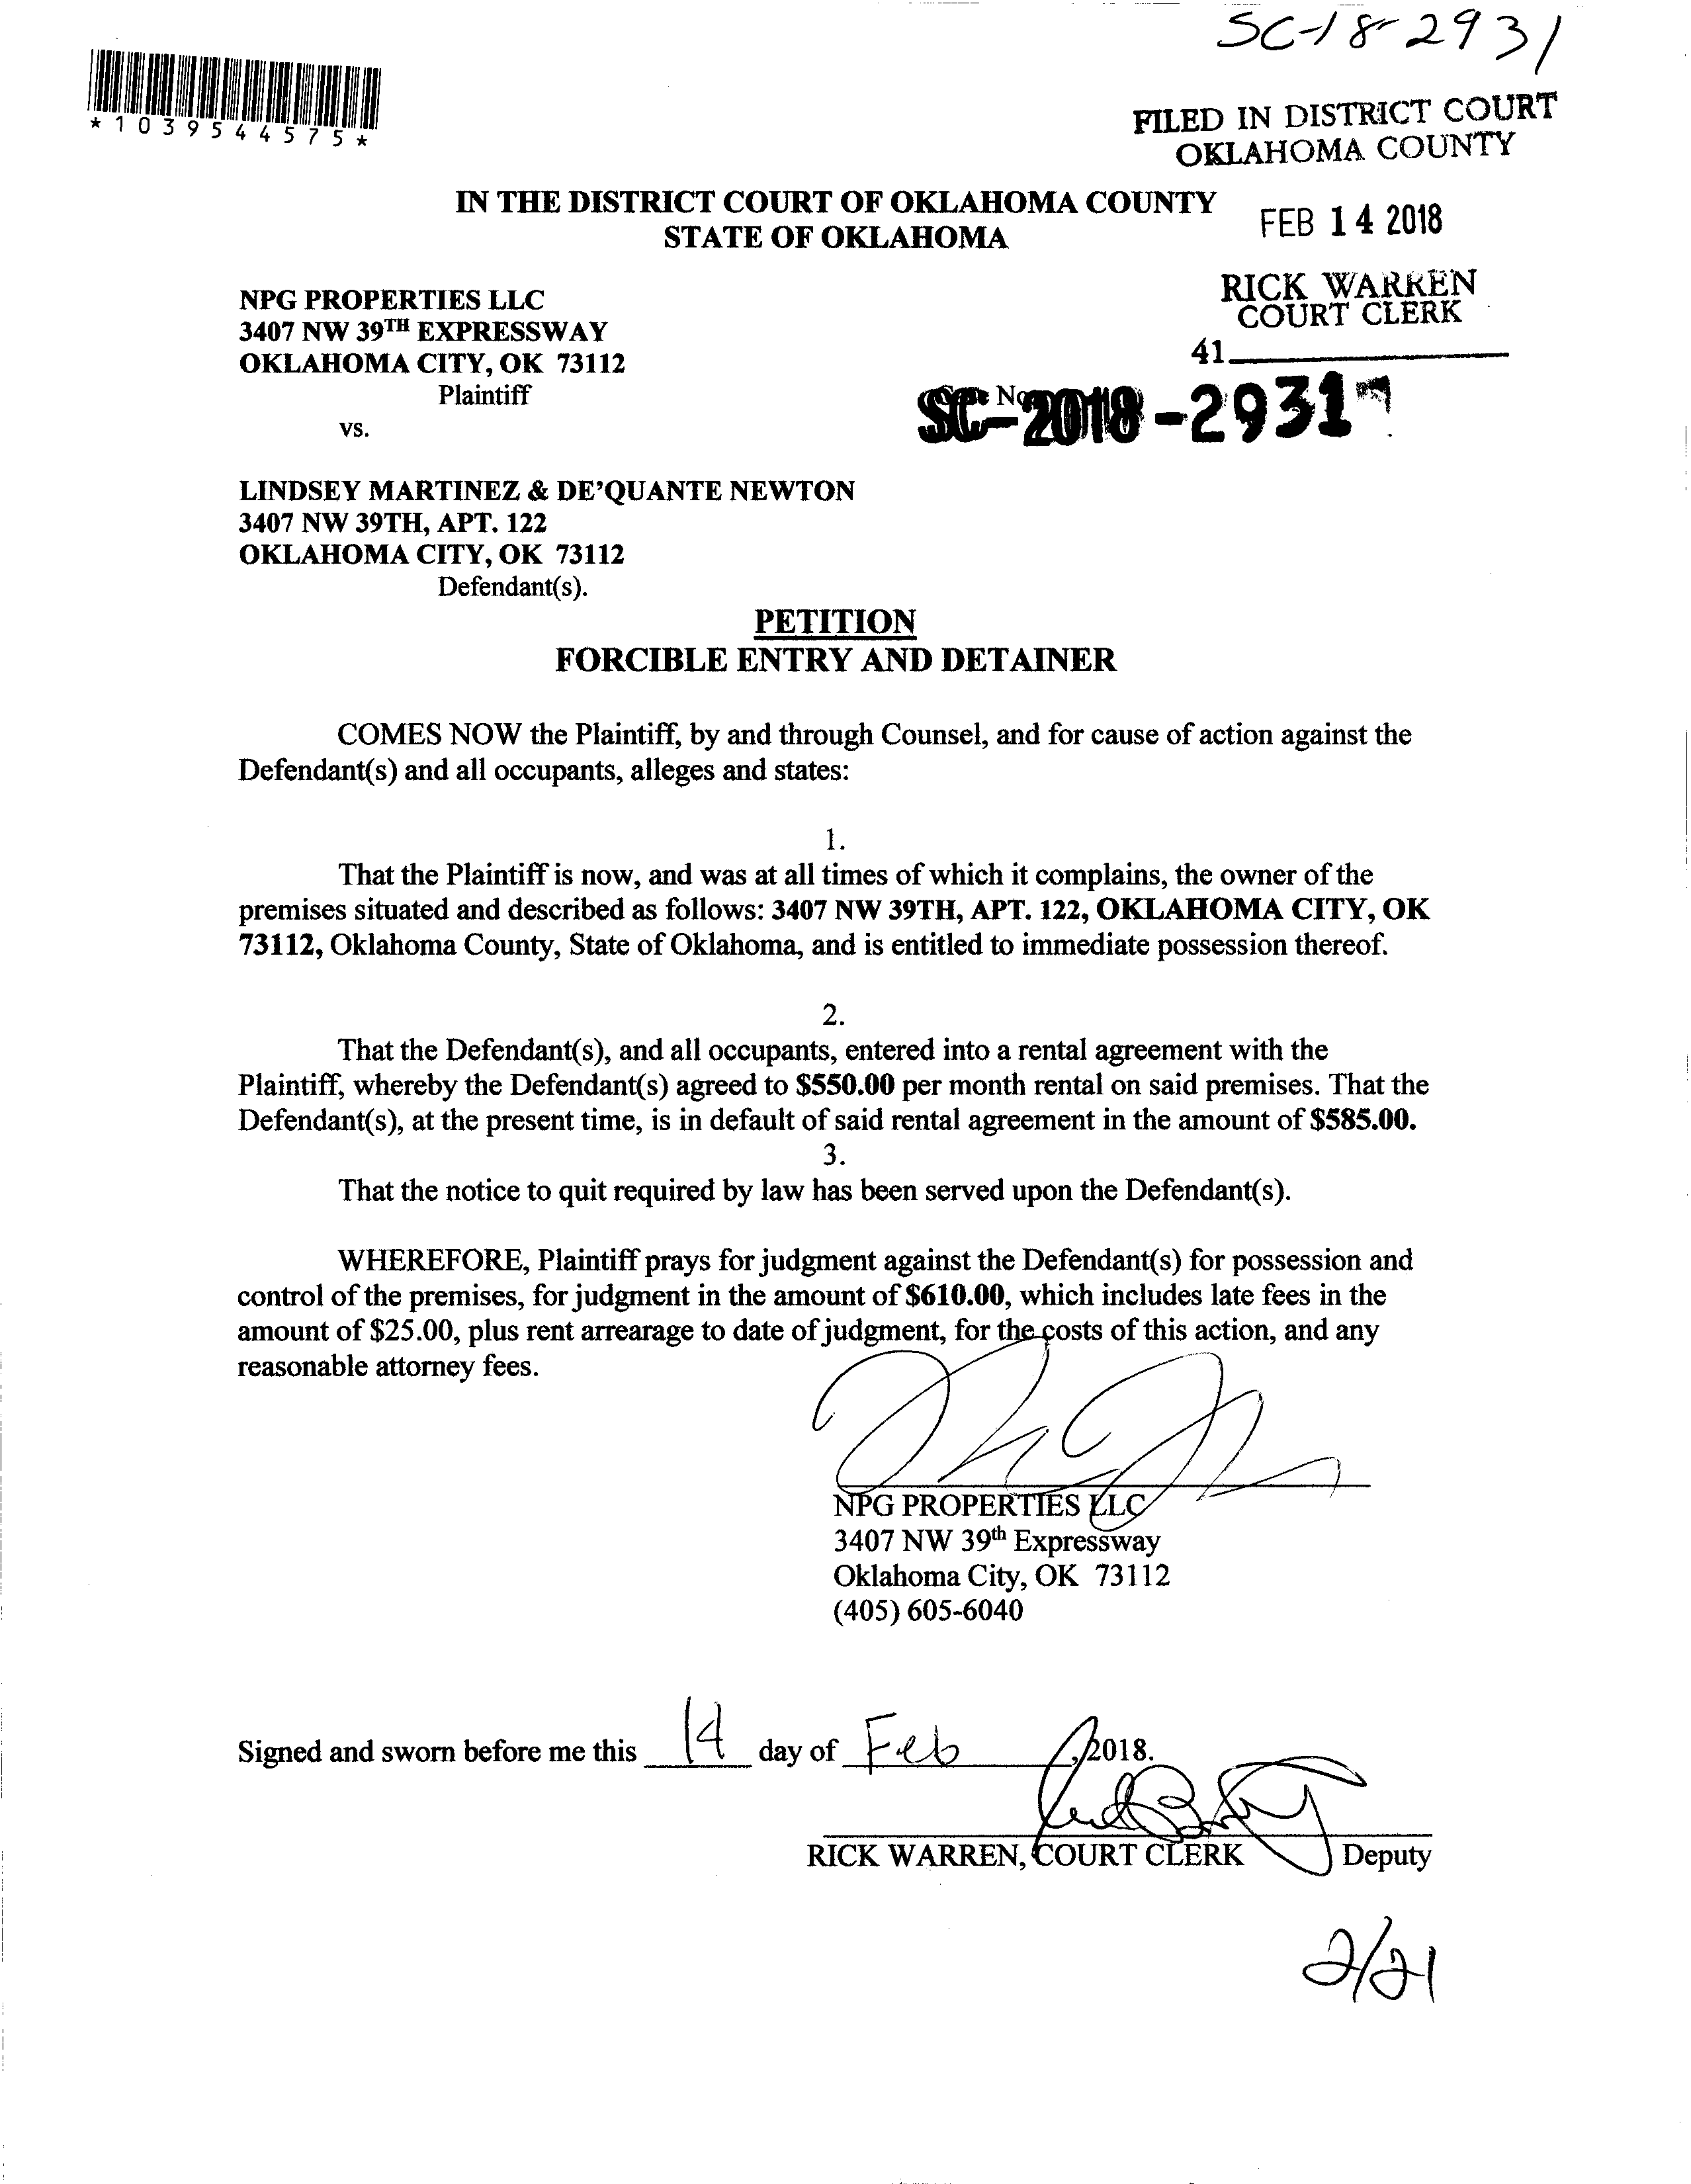 SC-18-2931
*1039544575*
FILED IN DISTRICT COURT
OKLAHOMA COUNTY
IN THE DISTRICT COURT OF OKLAHOMA COUNTY
STATE OF OKLAHOMA
FEB 14 2018
RICK WARREN
COURT CLERK
41
NPG PROPERTIES LLC
3407 NW 39TH EXPRESSWAY
OKLAHOMA CITY, OK 73112
Plaintiff
SC-2018-2931
vs.
LINDSEY MARTINEZ & DE'QUANTE NEWTON
3407 NW 39TH, APT. 122
OKLAHOMA CITY, OK 73112
Defendant(s).
PETITION
FORCIBLE ENTRY AND DETAINER
COMES NOW the Plaintiff, by and through Counsel, and for cause of action against the
Defendant(s) and all occupants, alleges and states:
1.
That the Plaintiff is now, and was at all times of which it complains, the owner of the
premises situated and described as follows: 3407 NW 39TH, APT. 122, OKLAHOMA CITY, OK
73112, Oklahoma County, State of Oklahoma, and is entitled to immediate possession thereof.
2.
That the Defendant(s), and all occupants, entered into a rental agreement with the
Plaintiff, whereby the Defendant(s) agreed to $550.00 per month rental on said premises. That the
Defendant(s), at the present time, is in default of said rental agreement in the amount of $585.00.
3.
That the notice to quit required by law has been served upon the Defendant(s).
WHEREFORE, Plaintiff prays for judgment against the Defendant(s) for possession and
control of the premises, for judgment in the amount of $610.00, which includes late fees in the
amount of $25.00, plus rent arrearage to date of judgment, for the costs of this action, and any
reasonable attorney fees.
NPG PROPERTIES LLC
3407 NW 39th Expressway
Oklahoma City, OK 73112
(405) 605-6040
Signed and sworn before me this 14 day of Feb, 2018.
RICK WARREN, COURT CLERK Deputy
2/21